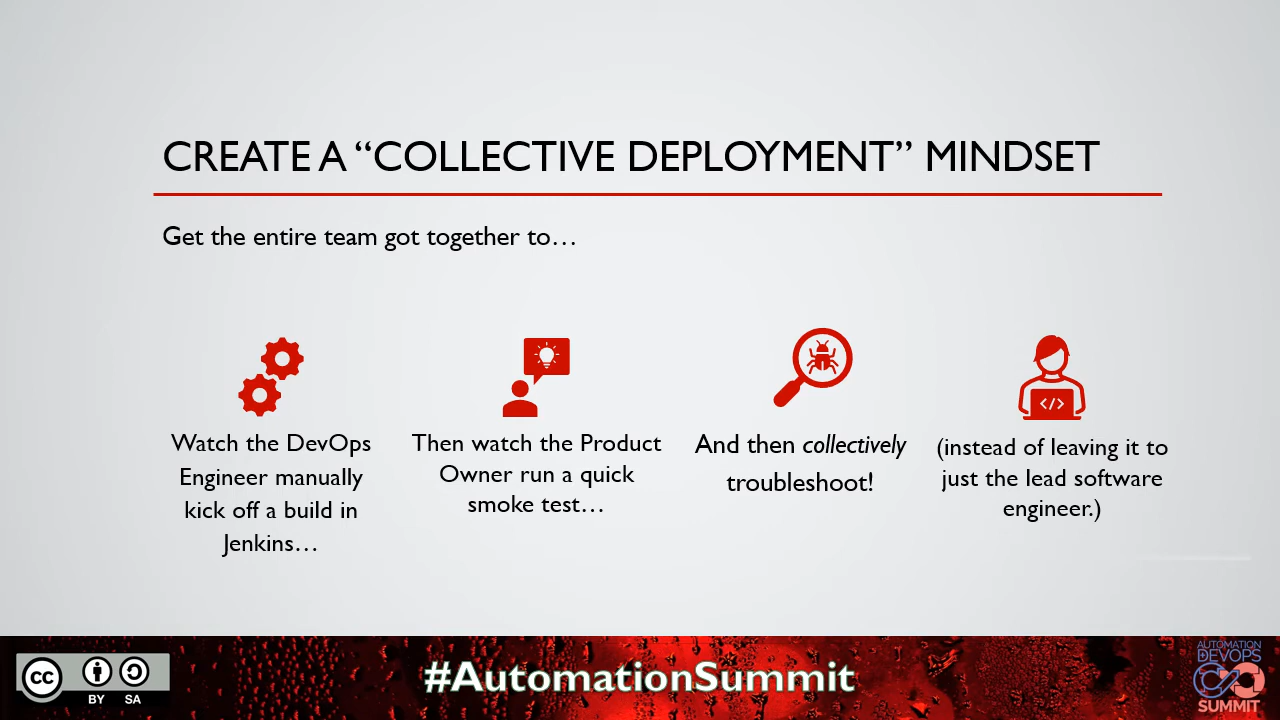 CREATE A “COLLECTIVE DEPLOYMENT” MINDSET
Get the entire team got together to…
Watch the DevOps
Engineer manually
kick off a build in
Jenkins…
Then watch the Product
Owner run a quick
smoke test…
And then collectively
troubleshoot!
</>
(instead of leaving it to
just the lead software
engineer.)
cc
BY SA
#AutomationSummit
AUTOMATION
DEVOPS
SUMMIT